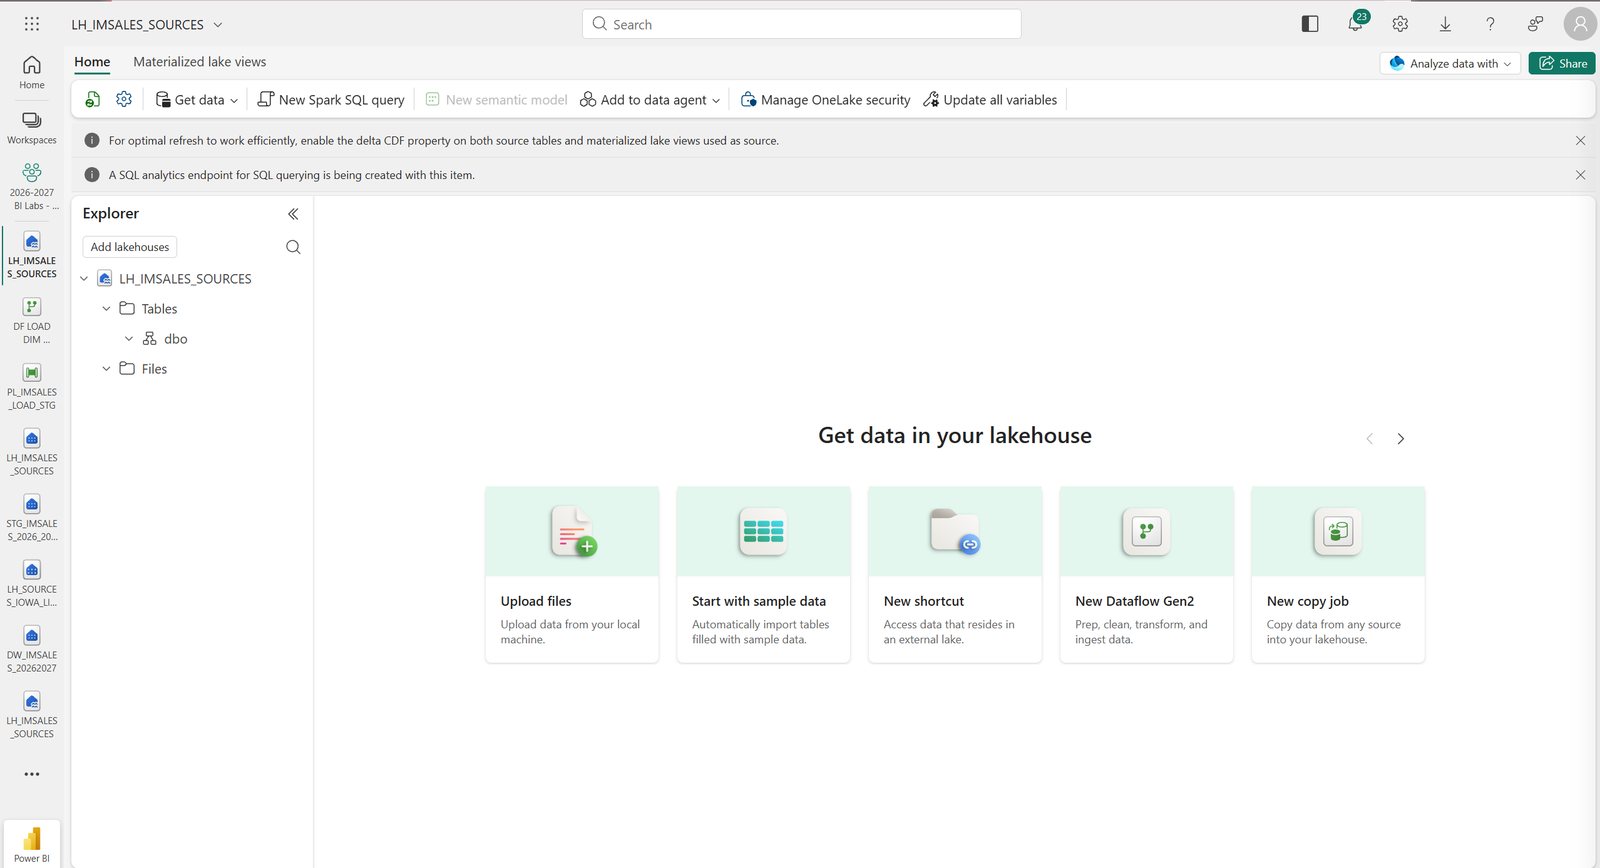 LH_IMSALES_SOURCES
Search
23
Home
Workspaces
2026-2027
BI Labs - ...
LH_IMSALE
S_SOURCES
DF LOAD
DIM ...
PL_IMSALES
_LOAD_STG
LH_IMSALES
_SOURCES
STG_IMSALE
S_2026_20...
LH_SOURCE
S_IOWA_LI...
DW_IMSALE
S_20262027
LH_IMSALES
_SOURCES
Power BI
Home
Materialized lake views
Analyze data with
Share
Get data
New Spark SQL query
New semantic model
Add to data agent
Manage OneLake security
Update all variables
For optimal refresh to work efficiently, enable the delta CDF property on both source tables and materialized lake views used as source.
A SQL analytics endpoint for SQL querying is being created with this item.
Explorer
Add lakehouses
LH_IMSALES_SOURCES
Tables
dbo
Files
Get data in your lakehouse
Upload files
Upload data from your local
machine.
Start with sample data
Automatically import tables
filled with sample data.
New shortcut
Access data that resides in
an external lake.
New Dataflow Gen2
Prep, clean, transform, and
ingest data.
New copy job
Copy data from any source
into your lakehouse.